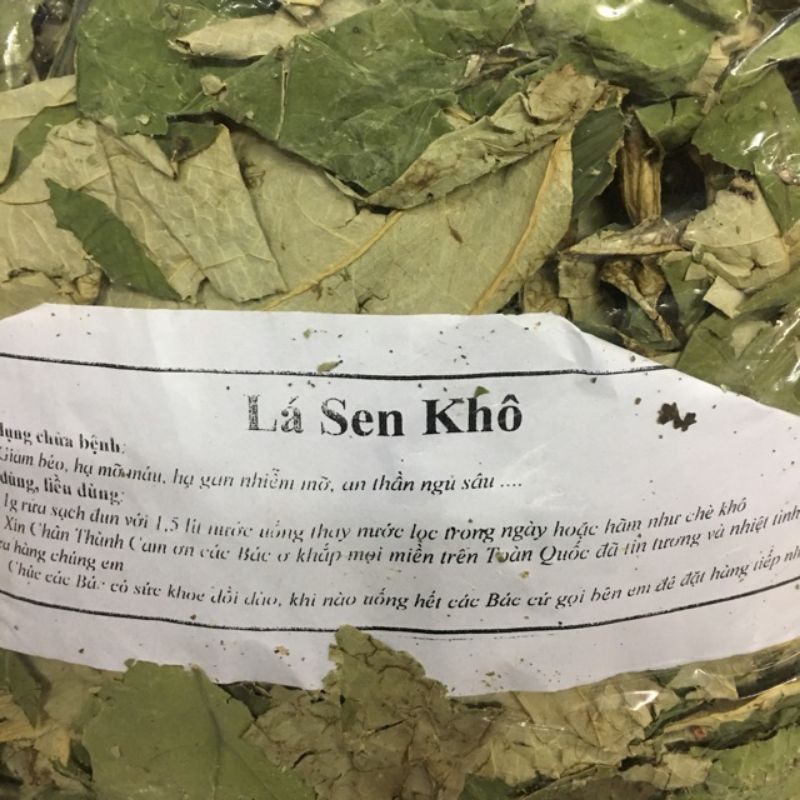 Lá Sen Khô
dụng chữa bệnh:
Giảm béo, hạ mỡ máu, hạ gan nhiễm mỡ, an thần ngủ sâu ....
dùng, liều dùng:
1g rửa sạch đun với 1,5 lít nước uống thay nước lọc trong ngày hoặc hãm như chè khô
Xin Chân Thành Cảm ơn các Bác ở khắp mọi miền trên Toàn Quốc đã tin tưởng và nhiệt tình
hàng chúng em
Chúc các Bác có sức khỏe dồi dào, khi nào uống hết các Bác cứ gọi bên em để đặt hàng tiếp